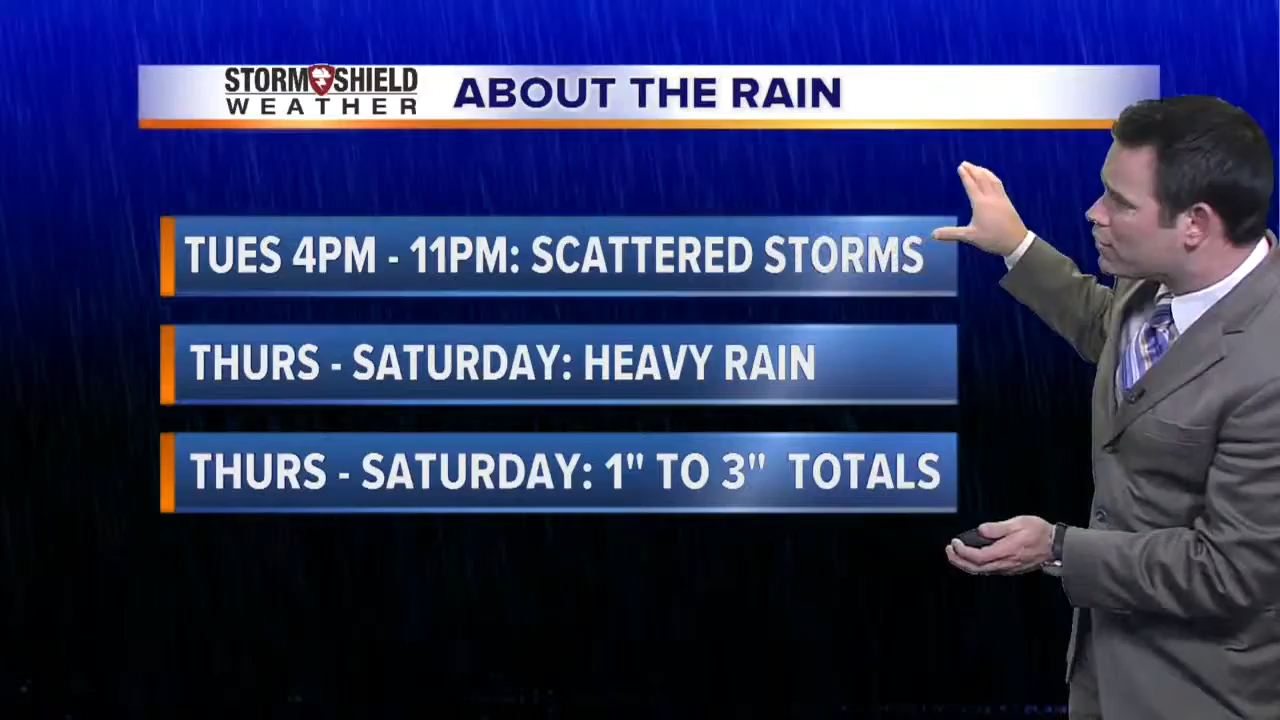 STORM SHIELD
WEATHER
ABOUT THE RAIN
TUES 4PM - 11PM: SCATTERED STORMS
THURS - SATURDAY: HEAVY RAIN
THURS - SATURDAY: 1" TO 3" TOTALS